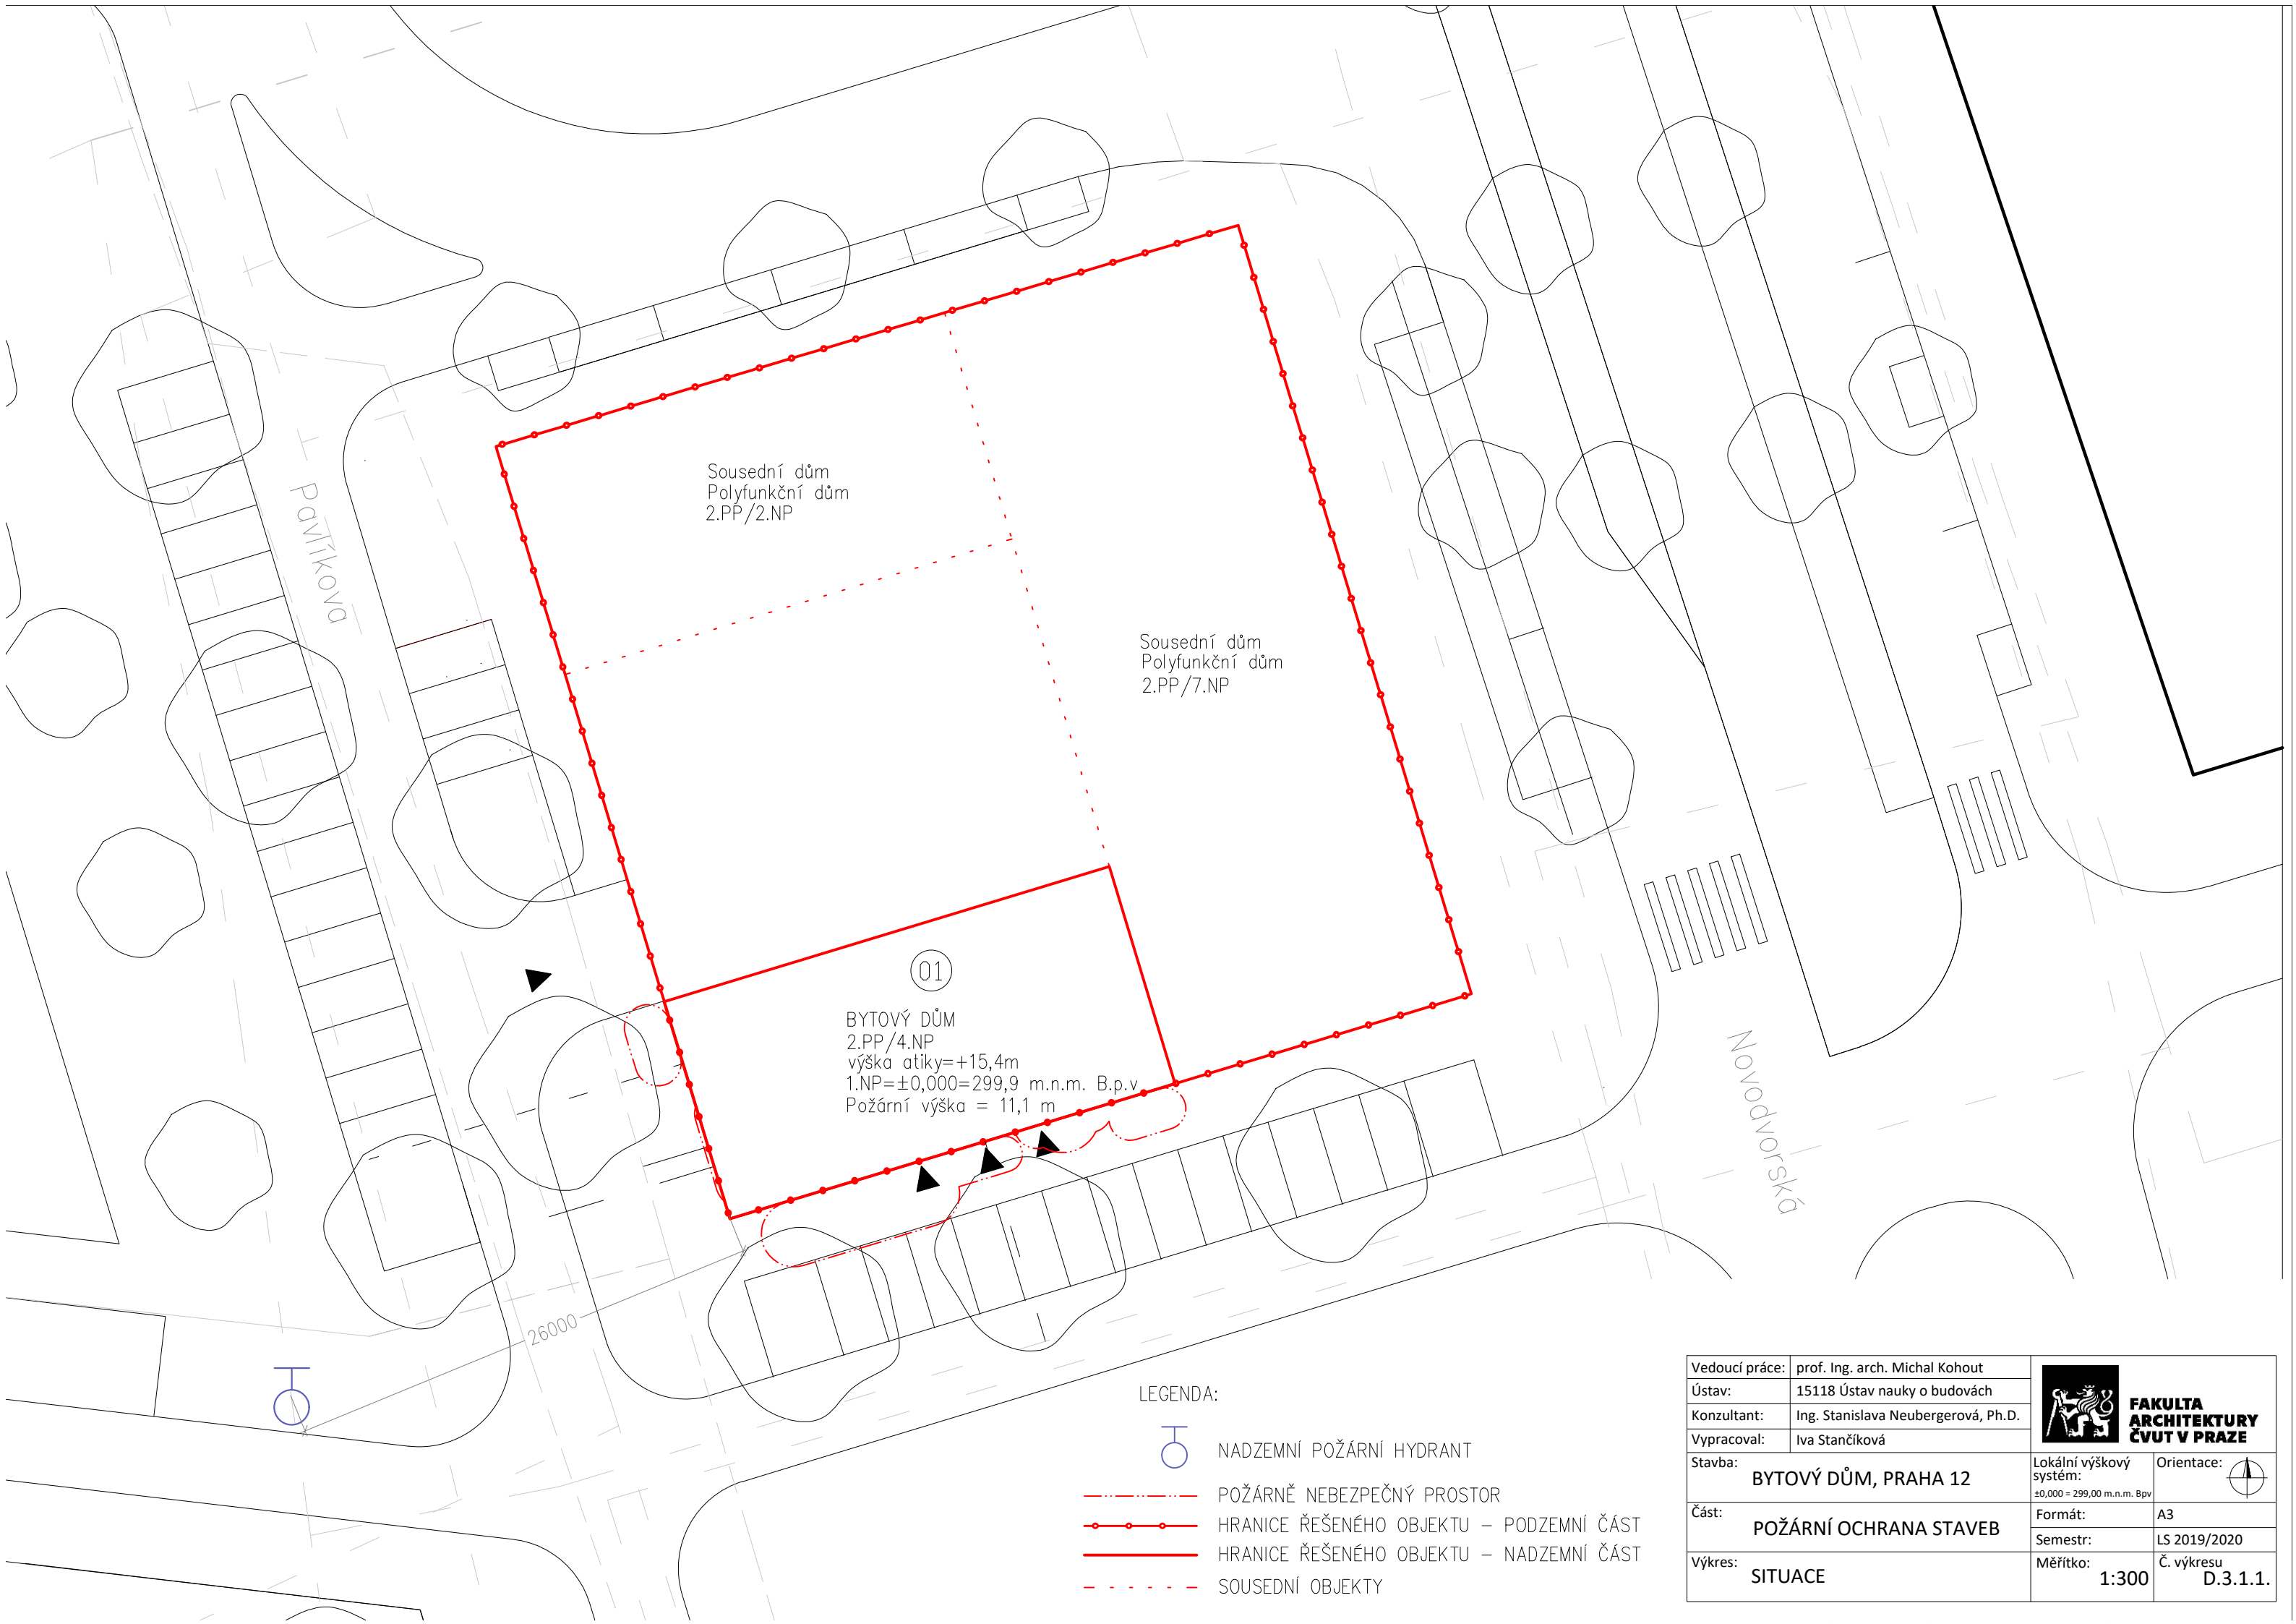 Sousední dům
Polyfunkční dům
2.PP/2.NP
Pavlíkova
Sousední dům
Polyfunkční dům
2.PP/7.NP
01
BYTOVÝ DŮM
2.PP/4.NP
výška atiky=+15,4m
1.NP=±0,000=299,9 m.n.m. B.p.v
Požární výška = 11,1 m
Novodvorská
26000
LEGENDA:
NADZEMNÍ POŽÁRNÍ HYDRANT
POŽÁRNĚ NEBEZPEČNÝ PROSTOR
HRANICE ŘEŠENÉHO OBJEKTU – PODZEMNÍ ČÁST
HRANICE ŘEŠENÉHO OBJEKTU – NADZEMNÍ ČÁST
SOUSEDNÍ OBJEKTY
Vedoucí práce: prof. Ing. arch. Michal Kohout
Ústav: 15118 Ústav nauky o budovách
Konzultant: Ing. Stanislava Neubergerová, Ph.D.
Vypracoval: Iva Stančíková
FAKULTA
ARCHITEKTURY
ČVUT V PRAZE
Stavba: BYTOVÝ DŮM, PRAHA 12
Lokální výškový
systém:
±0,000 = 299,00 m.n.m. Bpv
Orientace:
Část: POŽÁRNÍ OCHRANA STAVEB
Formát: A3
Semestr: LS 2019/2020
Výkres: SITUACE
Měřítko: 1:300
Č. výkresu
D.3.1.1.